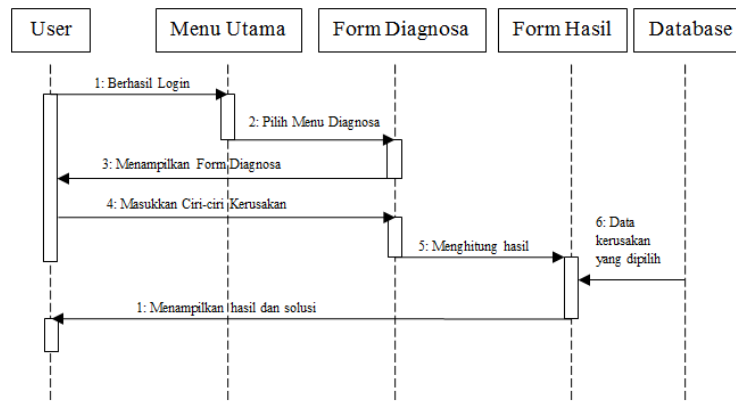 User
Menu Utama
Form Diagnosa
Form Hasil
Database
1: Berhasil Login
2: Pilih Menu Diagnosa
3: Menampilkan Form Diagnosa
4: Masukkan Ciri-ciri Kerusakan
5: Menghitung hasil
6: Data
kerusakan
yang dipilih
1: Menampilkan hasil dan solusi